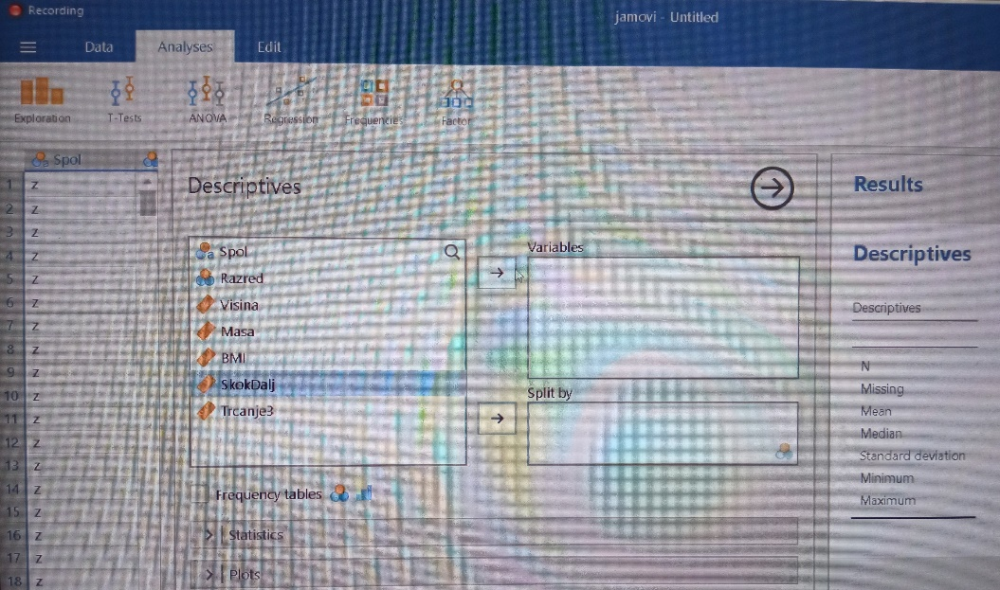 Recording
jamovi - Untitled
Data Analyses Edit
Exploration T-Tests ANOVA Regression Frequencies Factor
Spol
1 z
2 z
3 z
4 z
5 z
6 z
7 z
8 z
9 z
10 z
11 z
12 z
13 z
14 z
15 z
16 z
17 z
18 z
Descriptives
Spol
Razred
Visina
Masa
BMI
SkokDalj
Trcanje3
Variables
Split by
Frequency tables
Statistics
Plots
Results
Descriptives
Descriptives
N
Missing
Mean
Median
Standard deviation
Minimum
Maximum